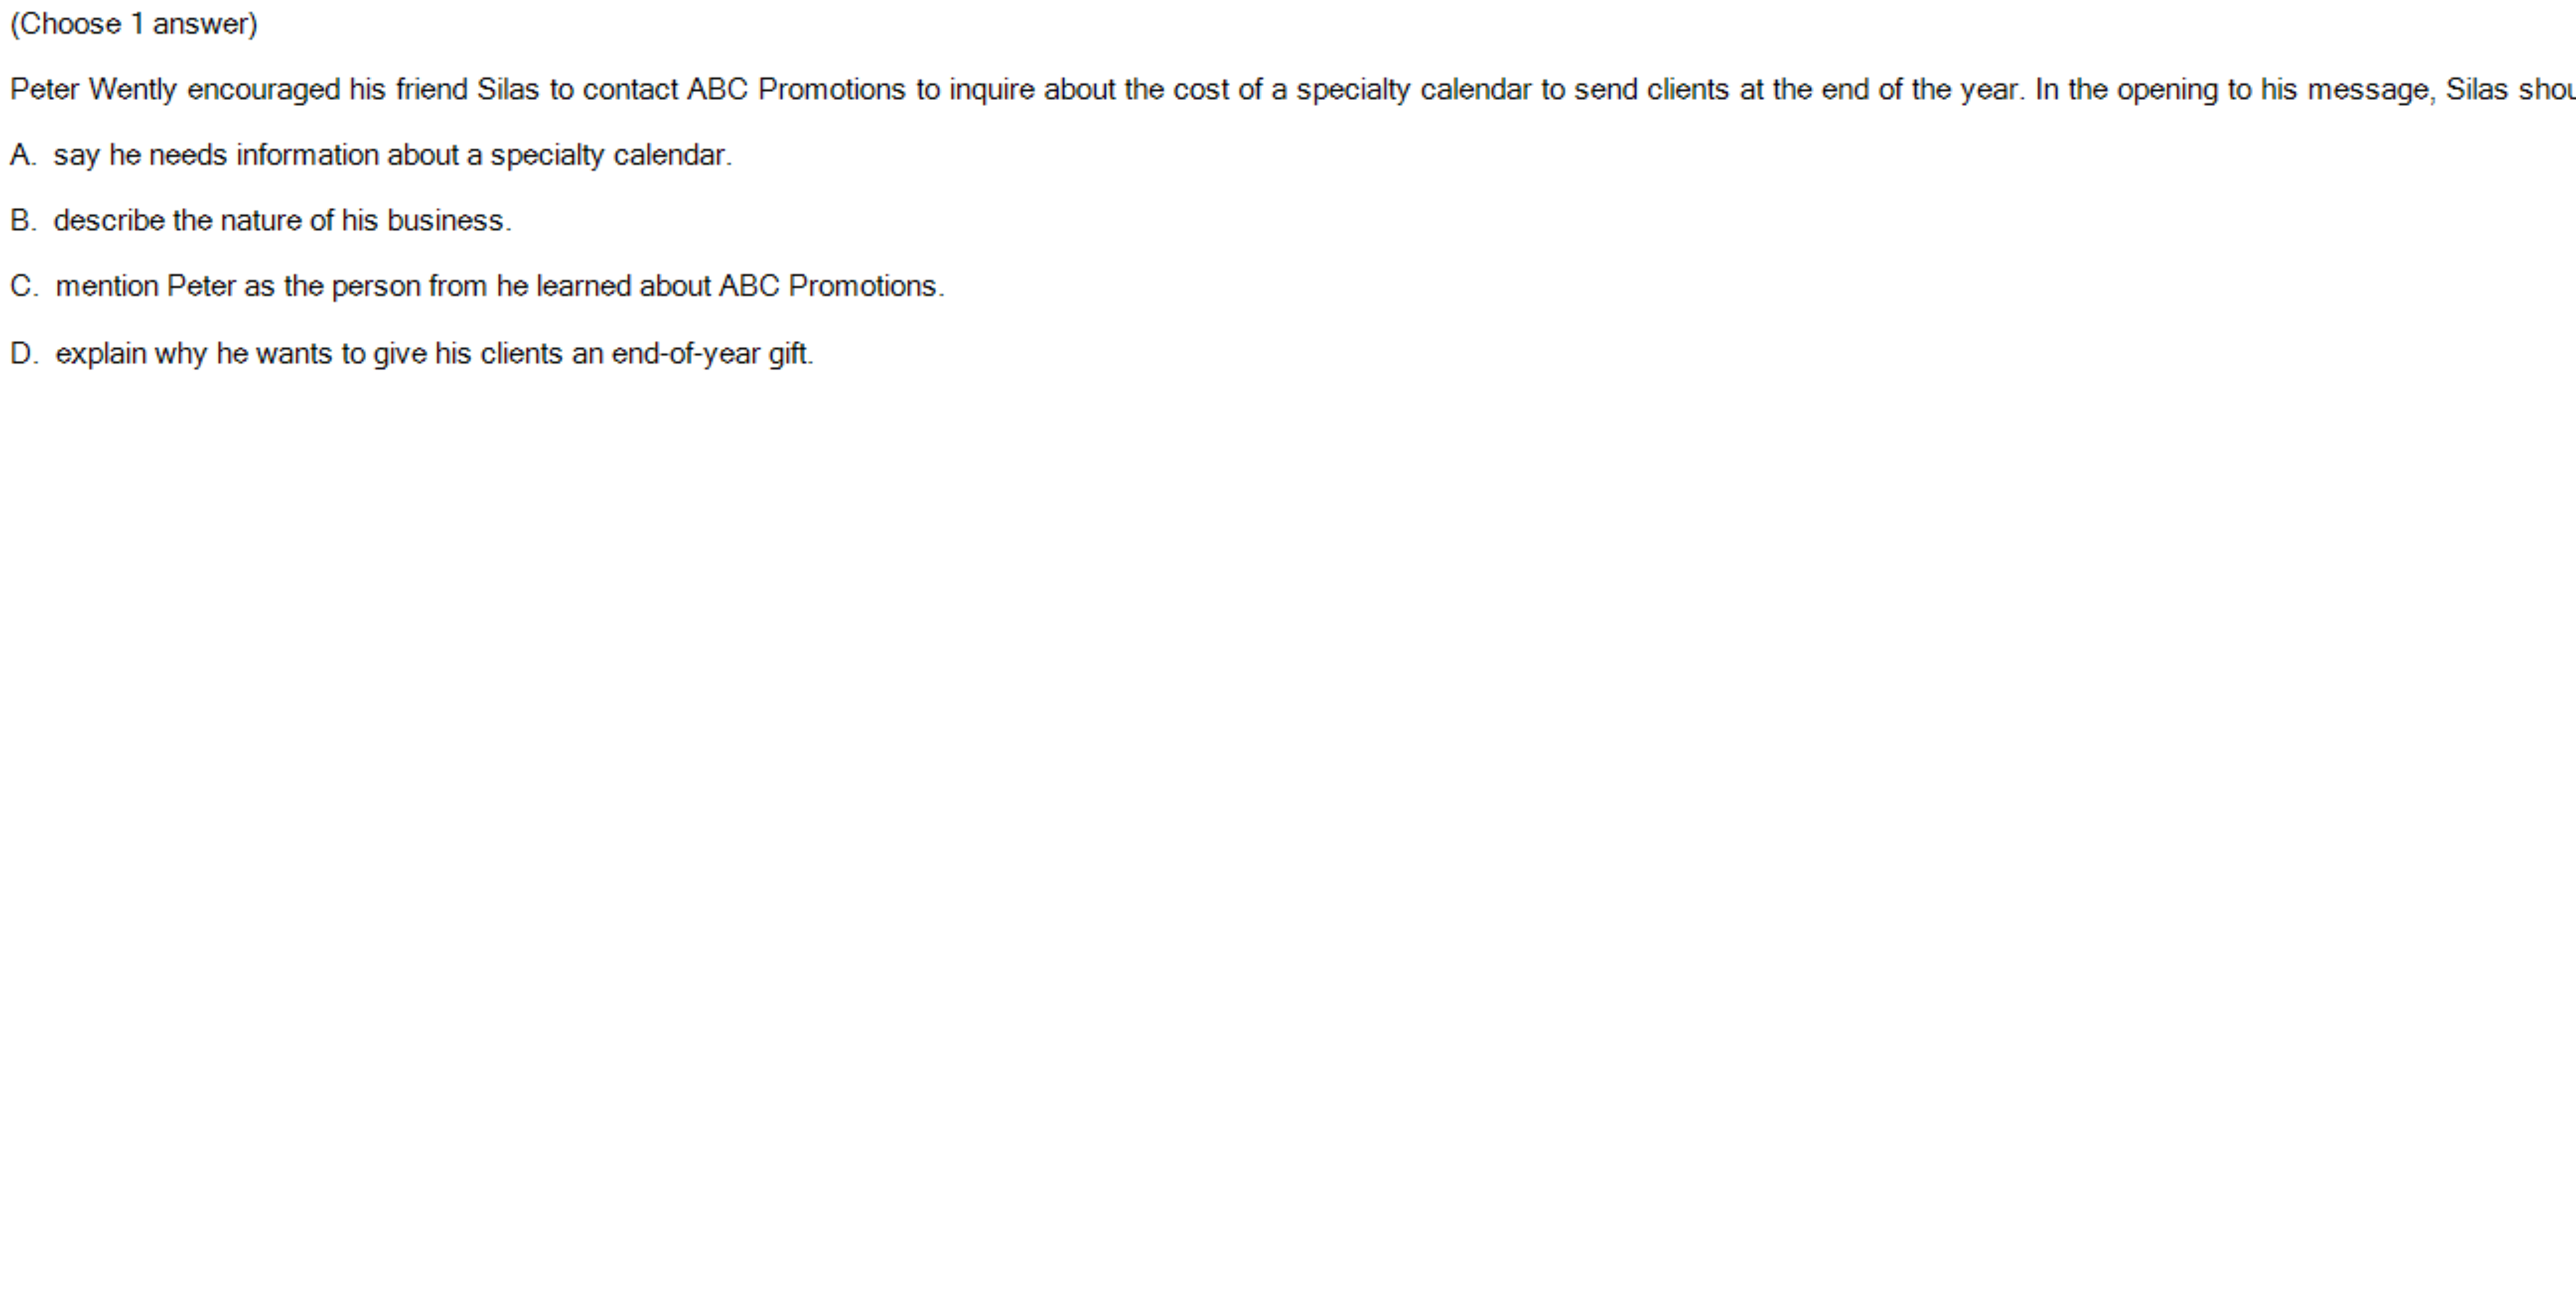 (Choose 1 answer)
Peter Wently encouraged his friend Silas to contact ABC Promotions to inquire about the cost of a specialty calendar to send clients at the end of the year. In the opening to his message, Silas
A. say he needs information about a specialty calendar.
B. describe the nature of his business.
C. mention Peter as the person from he learned about ABC Promotions.
D. explain why he wants to give his clients an end-of-year gift.